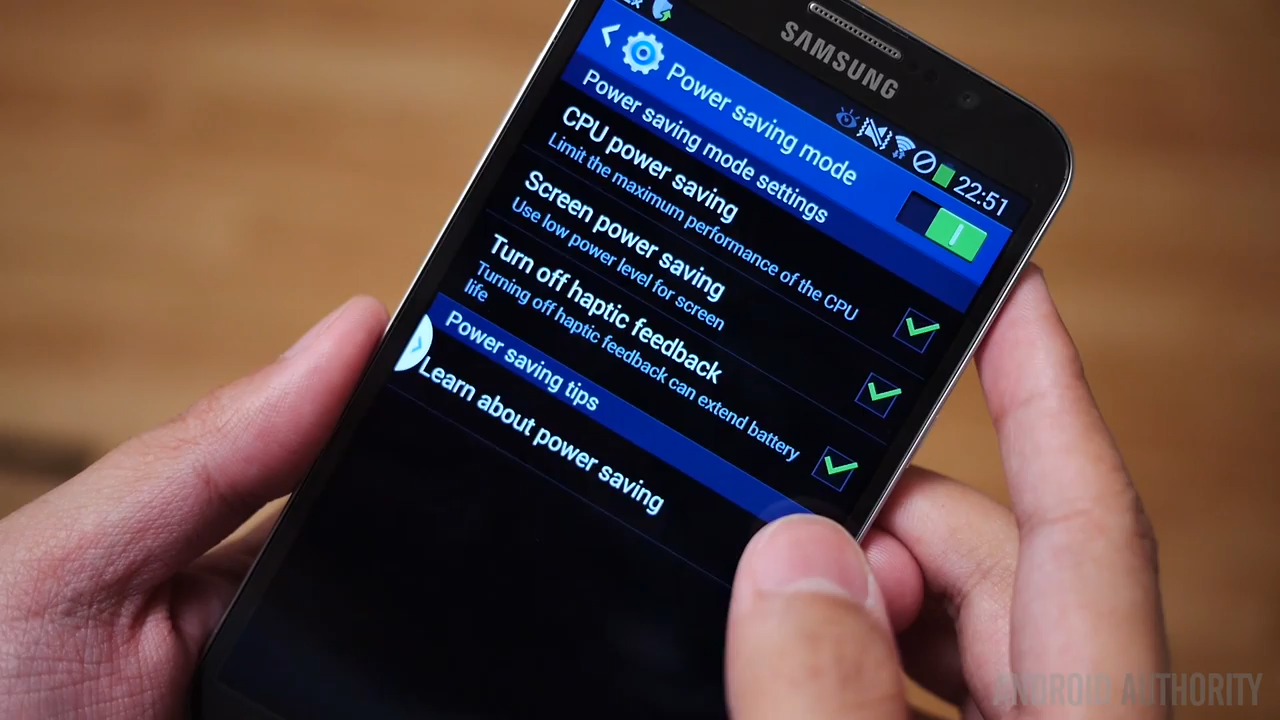 SAMSUNG
22:51
Power saving mode
Power saving mode settings
CPU power saving
Limit the maximum performance of the CPU
Screen power saving
Use low power level for screen
Turn off haptic feedback
Turning off haptic feedback can extend battery
life
Power saving tips
Learn about power saving
ANDROID AUTHORITY